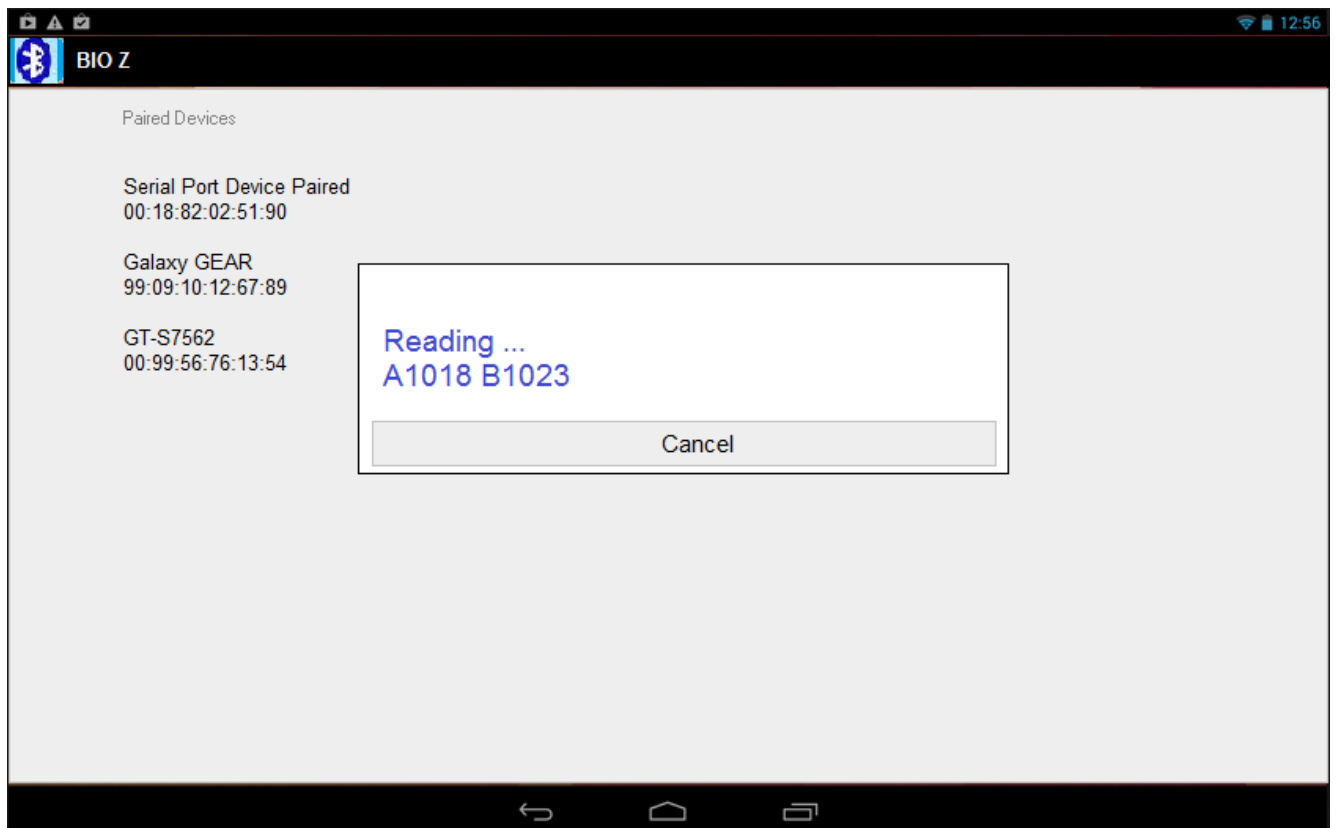 12:56
BIO Z
Paired Devices
Serial Port Device Paired
00:18:82:02:51:90
Galaxy GEAR
99:09:10:12:67:89
GT-S7562
00:99:56:76:13:54
Reading ...
A1018 B1023
Cancel